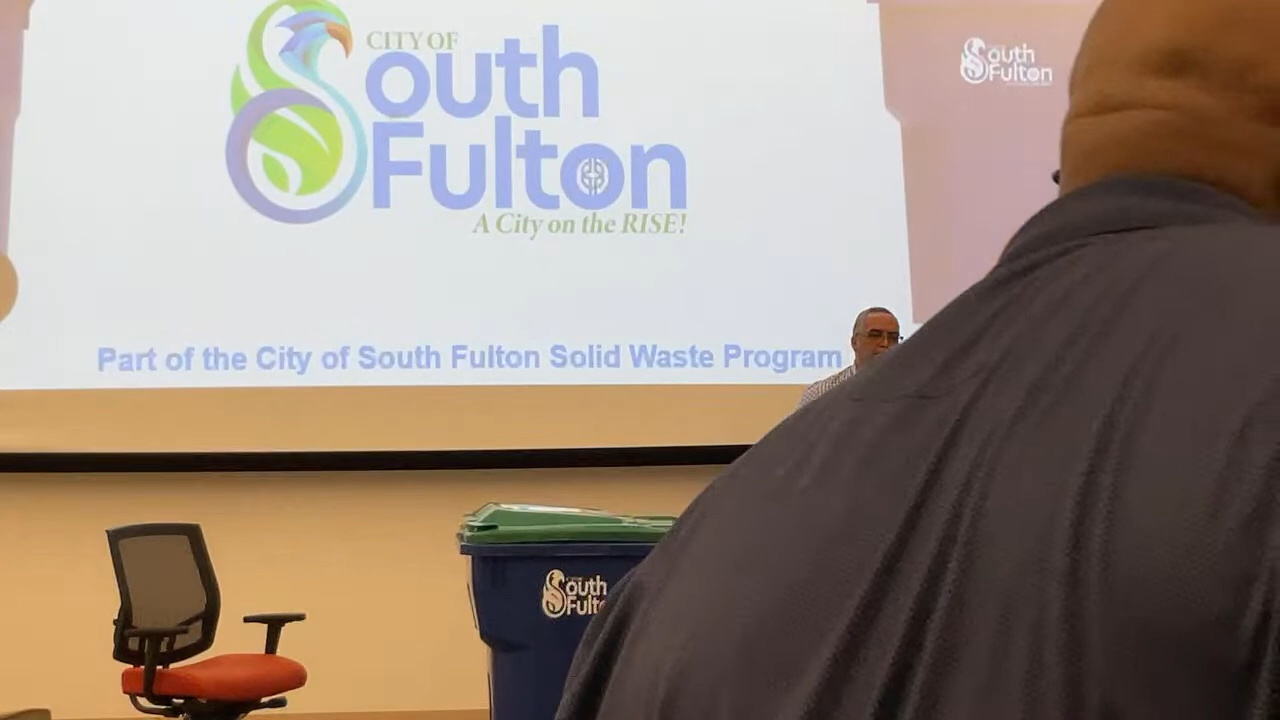 CITY OF
South
Fulton
A City on the RISE!
South
Fulton
Part of the City of South Fulton Solid Waste Program
South